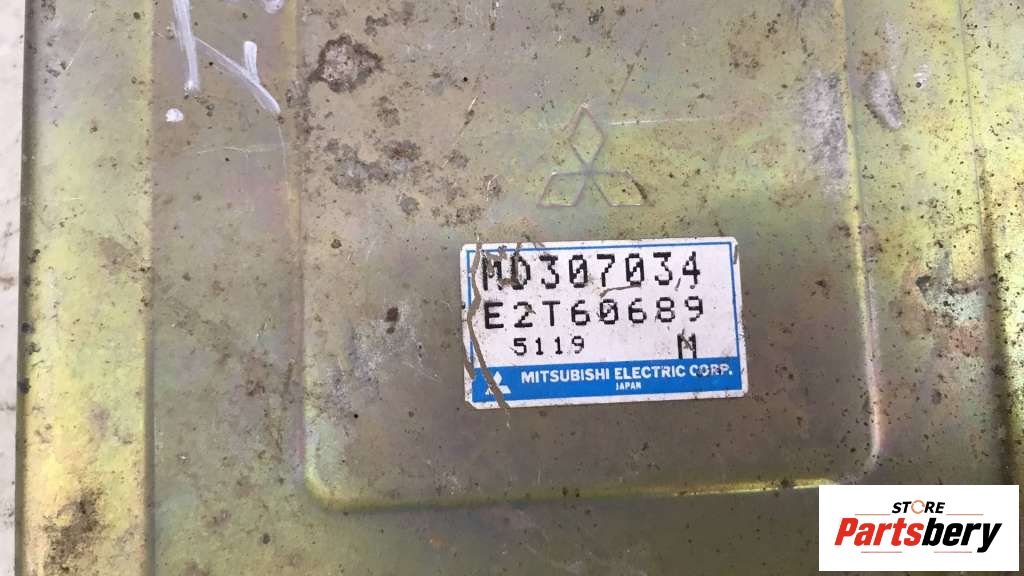 MD307034
E2T60689
5119 M
MITSUBISHI ELECTRIC CORP.
JAPAN
STORE
Partsbery